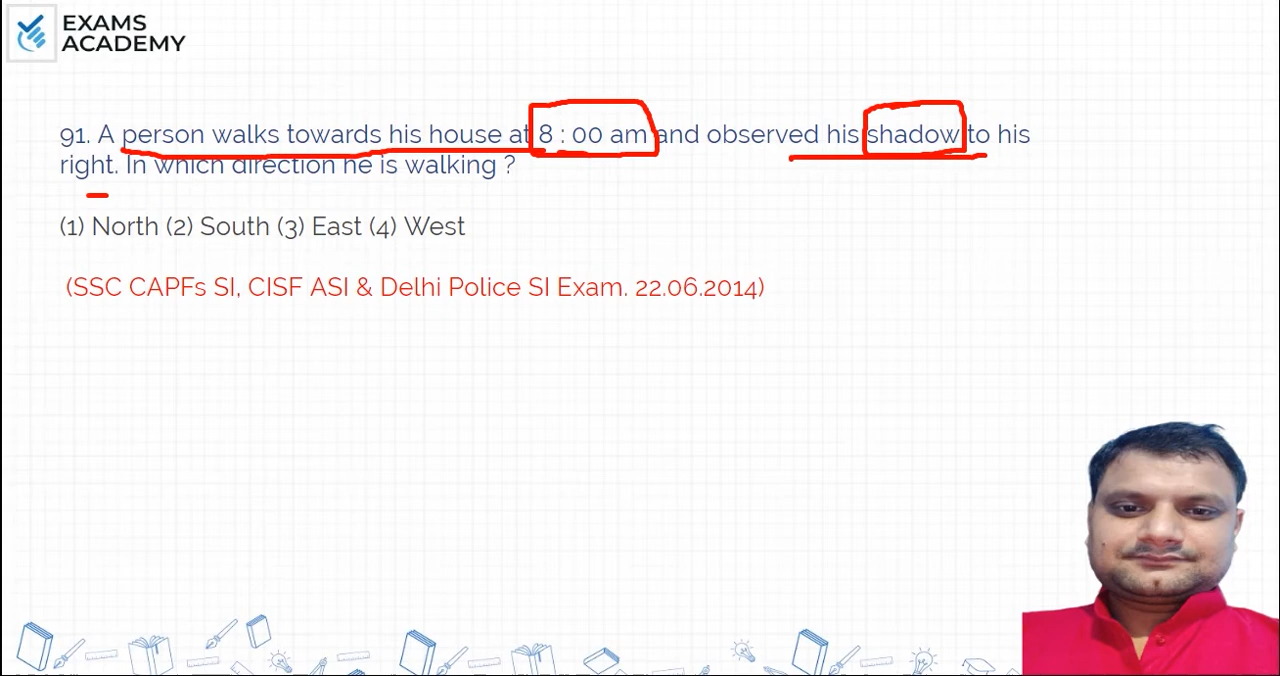 EXAMS
ACADEMY
91. A person walks towards his house at 8 : 00 am and observed his shadow to his
right. In which direction he is walking ?
(1) North (2) South (3) East (4) West
(SSC CAPFs SI, CISF ASI & Delhi Police SI Exam. 22.06.2014)